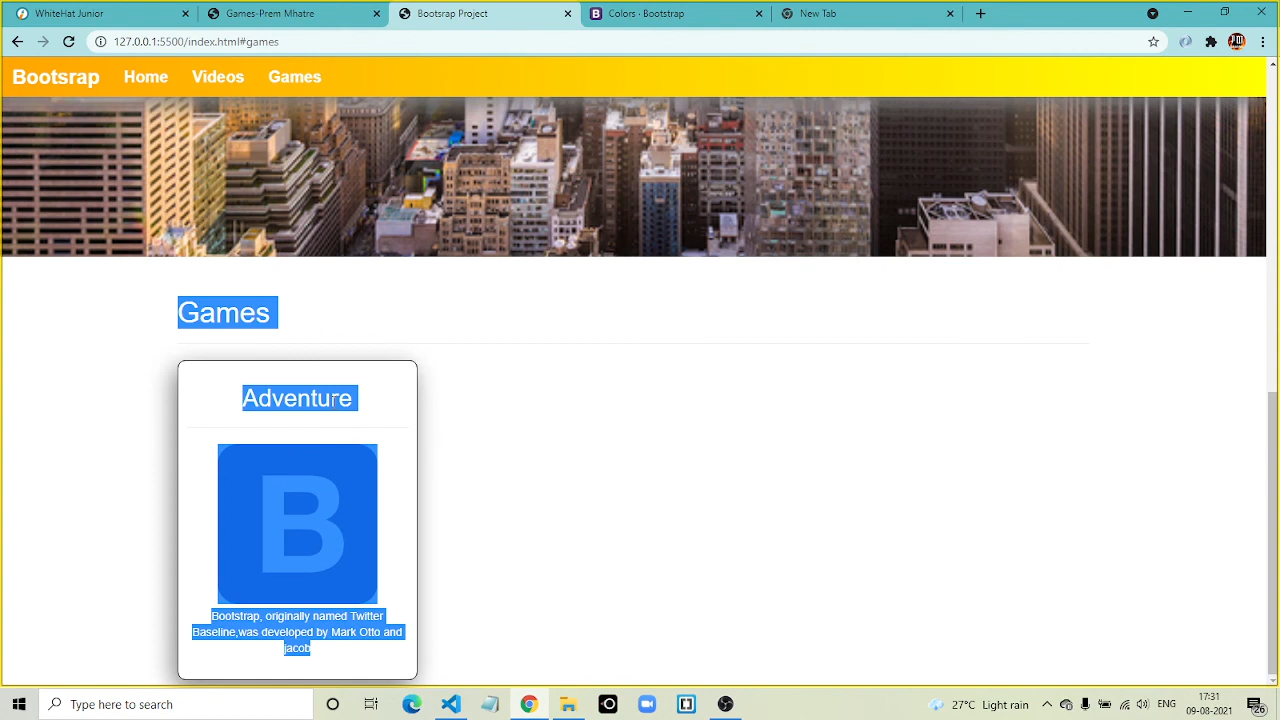 WhiteHat Junior
Games-Prem Mhatre
Bootsrap Project
Colors · Bootstrap
New Tab
127.0.0.1:5500/index.html#games
Bootsrap
Home
Videos
Games
Games
Adventure
B
Bootstrap, originally named Twitter
Baseline,was developed by Mark Otto and
jacob
Type here to search
27°C Light rain
ENG
17:31
09-08-2021
26